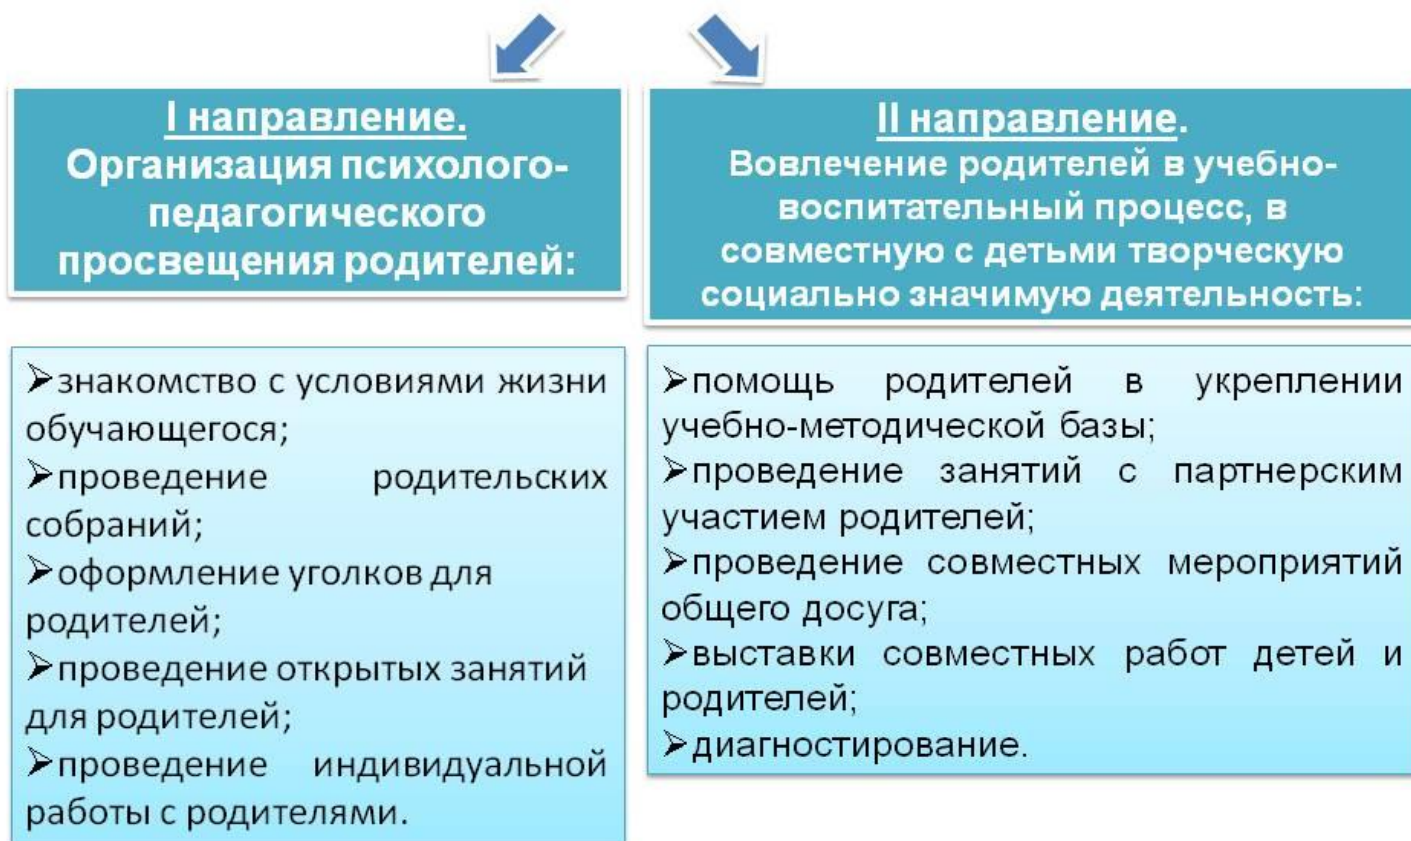 I направление.
Организация психолого-
педагогического
просвещения родителей:
➢знакомство с условиями жизни
обучающегося;
➢проведение родительских
собраний;
➢оформление уголков для
родителей;
➢проведение открытых занятий
для родителей;
➢проведение индивидуальной
работы с родителями.
II направление.
Вовлечение родителей в учебно-
воспитательный процесс, в
совместную с детьми творческую
социально значимую деятельность:
➢помощь родителей в укреплении
учебно-методической базы;
➢проведение занятий с партнерским
участием родителей;
➢проведение совместных мероприятий
общего досуга;
➢выставки совместных работ детей и
родителей;
➢диагностирование.